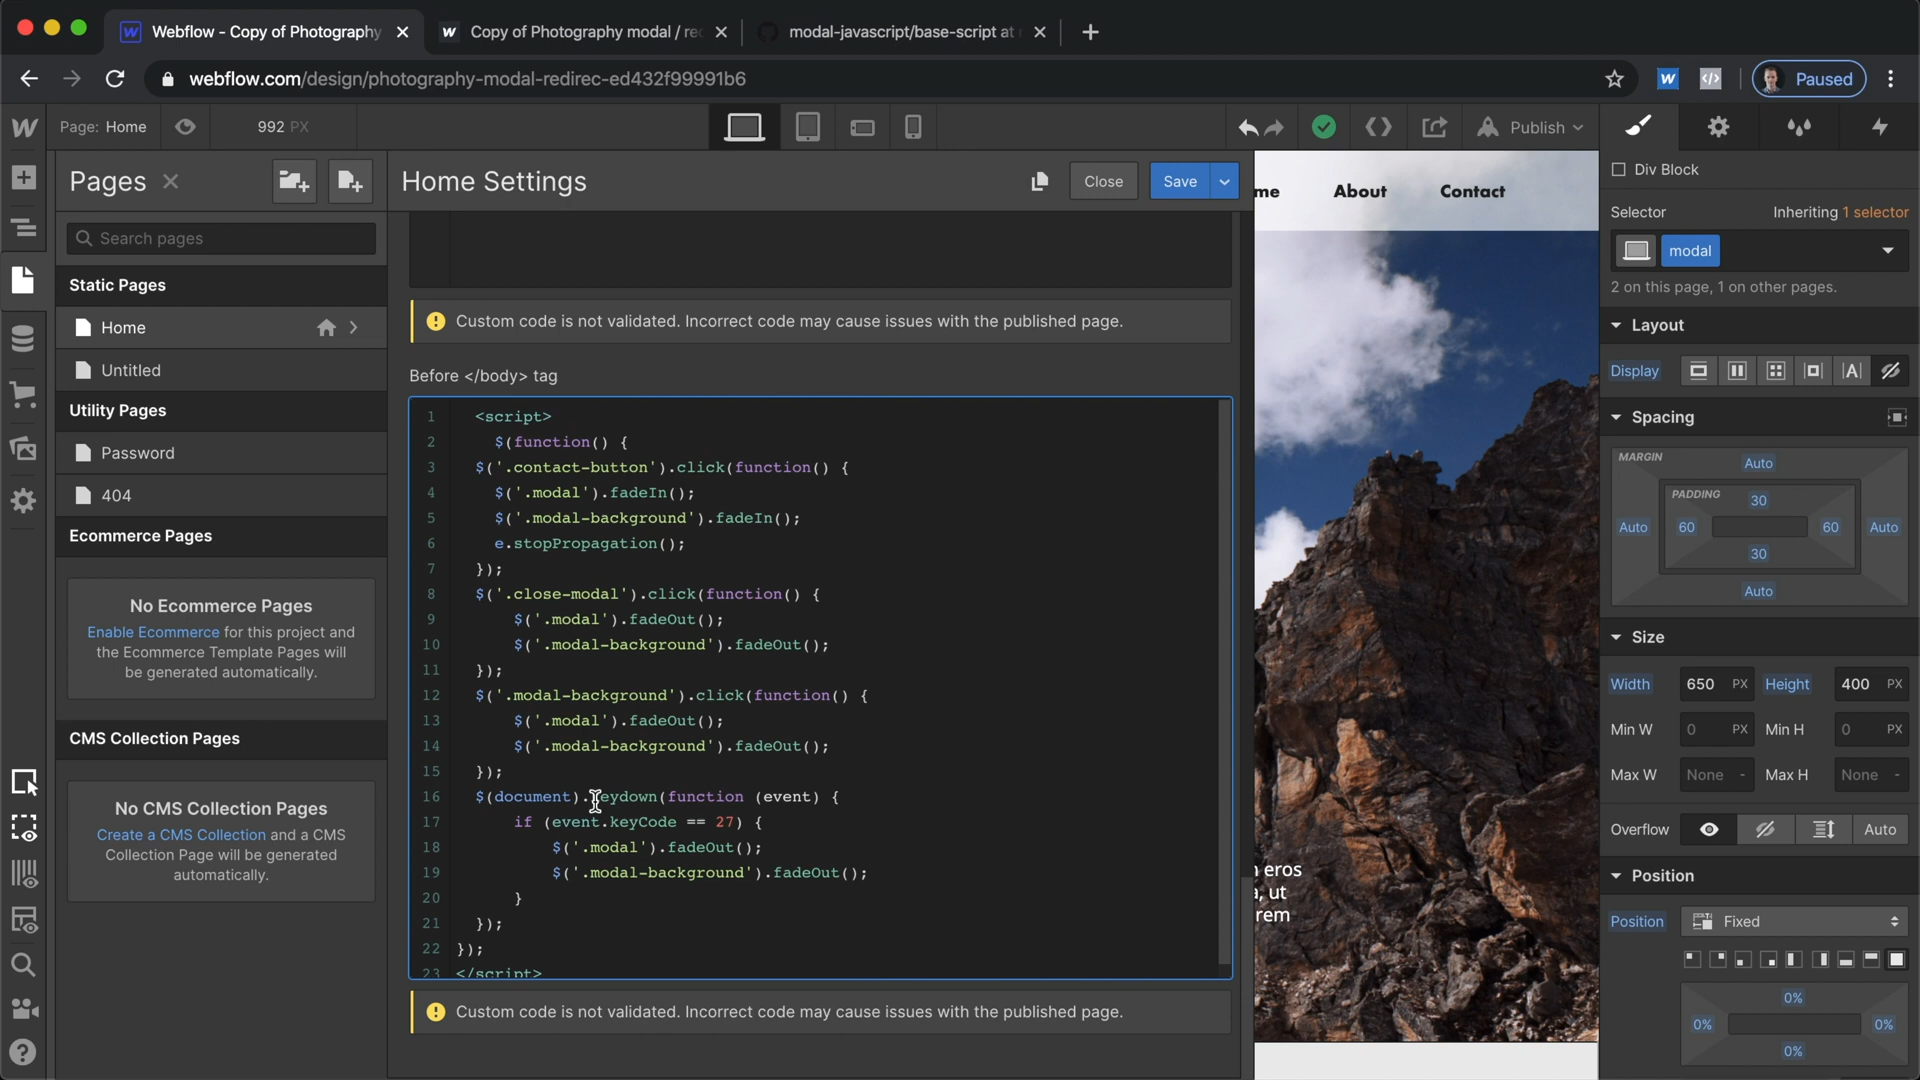 Webflow - Copy of Photography
Copy of Photography modal / re
modal-javascript/base-script at
webflow.com/design/photography-modal-redirec-ed432f99991b6
Paused
Page: Home
992 PX
Publish
Pages
Home Settings
Close
Save
Search pages
Static Pages
Home
Untitled
Utility Pages
Password
404
Ecommerce Pages
No Ecommerce Pages
Enable Ecommerce for this project and
the Ecommerce Template Pages will
be generated automatically.
CMS Collection Pages
No CMS Collection Pages
Create a CMS Collection and a CMS
Collection Page will be generated
automatically.
Custom code is not validated. Incorrect code may cause issues with the published page.
Before </body> tag
1 <script>
2 $(function() {
3 $('.contact-button').click(function() {
4 $('.modal').fadeIn();
5 $('.modal-background').fadeIn();
6 e.stopPropagation();
7 });
8 $('.close-modal').click(function() {
9 $('.modal').fadeOut();
10 $('.modal-background').fadeOut();
11 });
12 $('.modal-background').click(function() {
13 $('.modal').fadeOut();
14 $('.modal-background').fadeOut();
15 });
16 $(document).keydown(function (event) {
17 if (event.keyCode == 27) {
18 $('.modal').fadeOut();
19 $('.modal-background').fadeOut();
20 }
21 });
22 });
23 </script>
Custom code is not validated. Incorrect code may cause issues with the published page.
me About Contact
eros
a, ut
rem
Div Block
Selector Inheriting 1 selector
modal
2 on this page, 1 on other pages.
Layout
Display
Spacing
MARGIN
Auto
PADDING
30
Auto 60 60 Auto
30
Auto
Size
Width 650 PX Height 400 PX
Min W 0 PX Min H 0 PX
Max W None - Max H None -
Overflow Auto
Position
Position Fixed
0%
0% 0%
0%